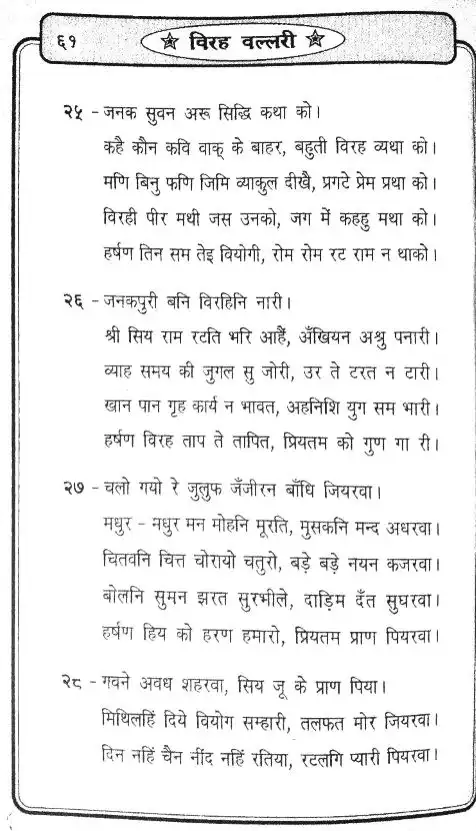 ६१
★ विरह वल्लरी ★
२५ - जनक सुवन अरू सिद्धि कथा को।
कहै कौन कवि वाक् के बाहर, बहुती विरह व्यथा को।
मणि बिनु फणि जिमि व्याकुल दीखै, प्रगटे प्रेम प्रथा को।
विरही पीर मथी जस उनको, जग में कहहु मथा को।
हर्षण तिन सम तेइ वियोगी, रोम रोम रट राम न थाको।
२६ - जनकपुरी बनि विरहिनि नारी।
श्री सिय राम रटति भरि आहैं, अँखियन अश्रु पनारी।
व्याह समय की जुगल सु जोरी, उर ते टरत न टारी।
खान पान गृह कार्य न भावत, अहनिशि युग सम भारी।
हर्षण विरह ताप ते तापित, प्रियतम को गुण गा री।
२७ - चलो गयो रे जुलुफ जँजीरन बाँधि जियरवा।
मधुर - मधुर मन मोहनि मूरति, मुसकनि मन्द अधरवा।
चितवनि चित्त चोरायो चतुरो, बड़े बड़े नयन कजरवा।
बोलनि सुमन झरत सुरभीले, दाड़िम दँत सुघरवा।
हर्षण हिय को हरण हमारो, प्रियतम प्राण पियरवा।
२८ - गवने अवध शहरवा, सिय जू के प्राण पिया।
मिथिलहिं दिये वियोग सम्हारी, तलफत मोर जियरवा।
दिन नहिं चैन नींद नहिं रतिया, रटलगि प्यारी पियरवा।